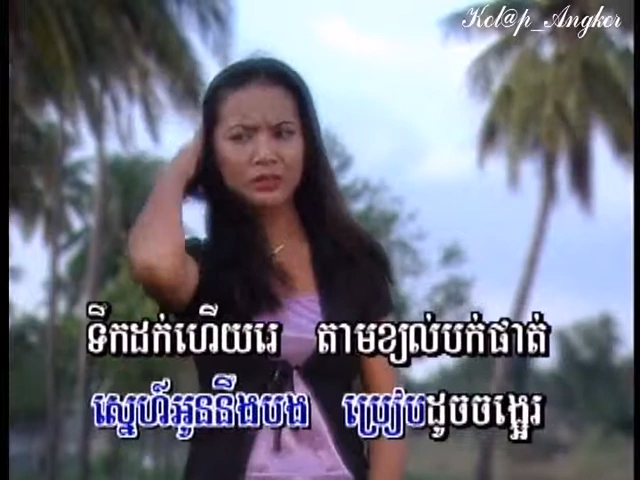 Kol@p_Angkor
ទឹកដក់ហើយរេ តាមខ្យល់បក់ផាត់
ស្នេហ៍អូននឹងបង ប្រៀបដូចចង្អេរ